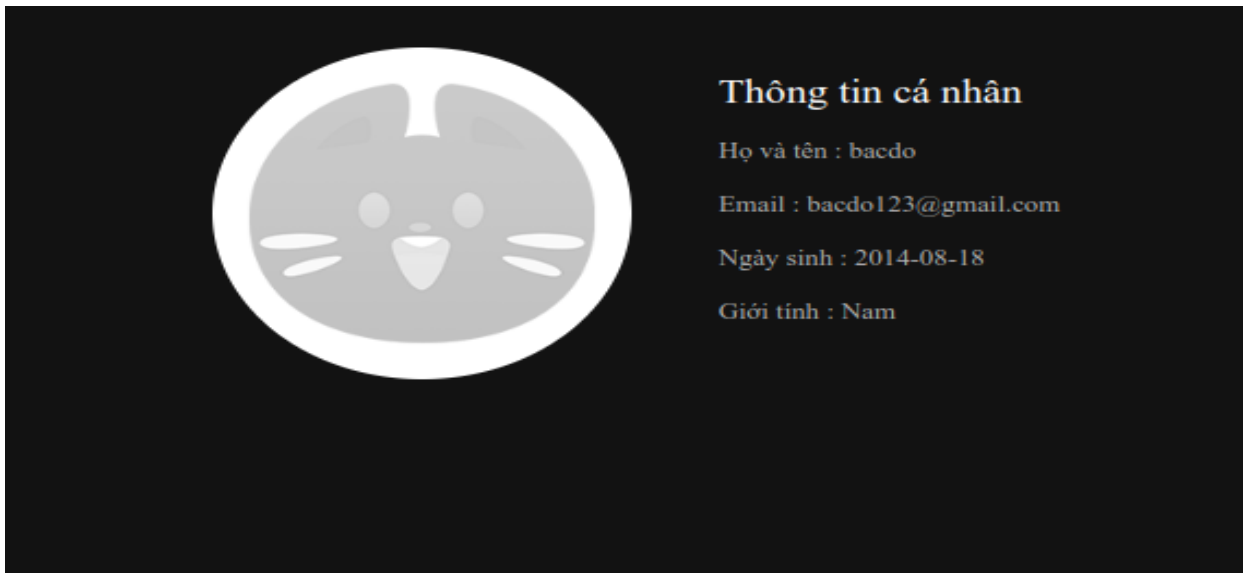 Thông tin cá nhân
Họ và tên : bacdo
Email : bacdo123@gmail.com
Ngày sinh : 2014-08-18
Giới tính : Nam